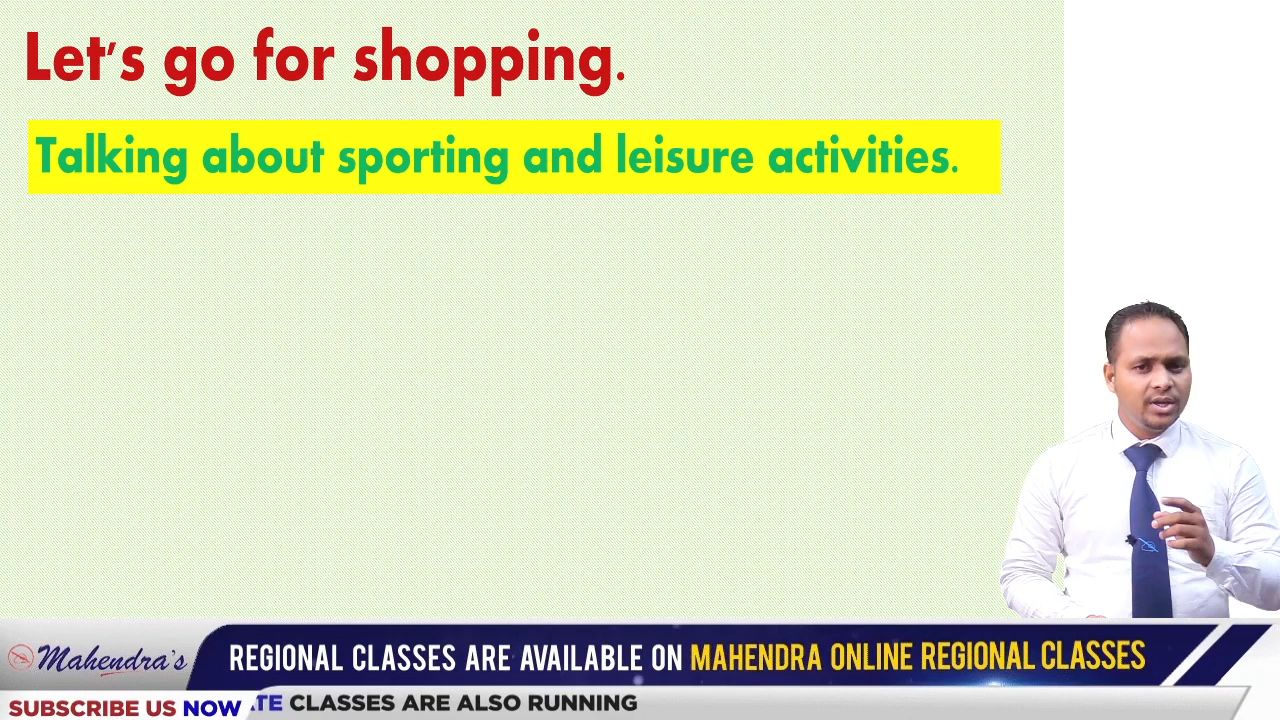 Let's go for shopping.
Talking about sporting and leisure activities.
Mahendra's
REGIONAL CLASSES ARE AVAILABLE ON MAHENDRA ONLINE REGIONAL CLASSES
SUBSCRIBE US NOW
CLASSES ARE ALSO RUNNING